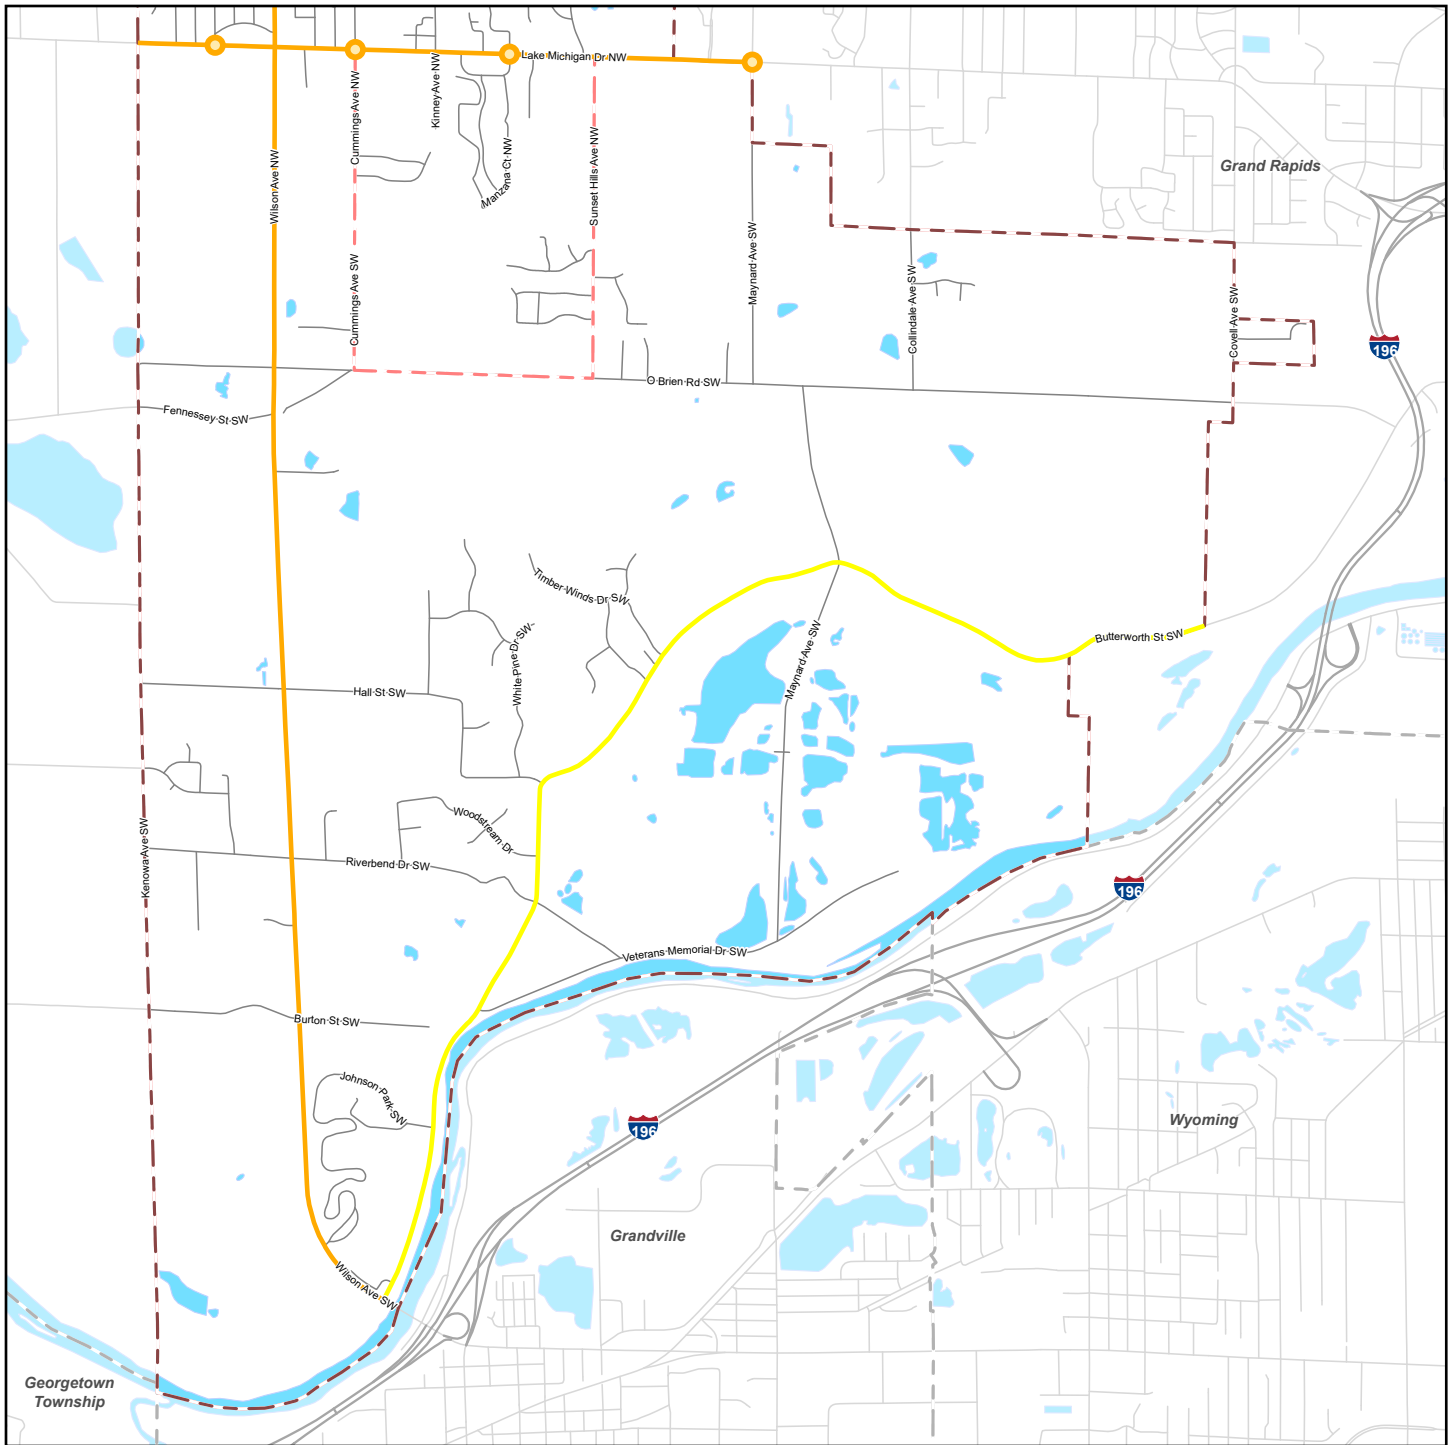 Lake Michigan Dr NW
Kinney Ave NW
Cummings Ave NW
Wilson Ave NW
Manzana Ct NW
Sunset Hills Ave NW
Grand Rapids
Maynard Ave SW
Cummings Ave SW
Collindale Ave SW
Covell Ave SW
196
O Brien Rd SW
Fennessey St SW
Timber Winds Dr SW
White Pine Dr SW
Butterworth St SW
Maynard Ave SW
Hall St SW
Woodstream Dr
Kenowa Ave SW
Riverbend Dr SW
196
Veterans Memorial Dr SW
Burton St SW
Johnson Park SW
196
Wyoming
Grandville
Wilson Ave SW
Georgetown
Township